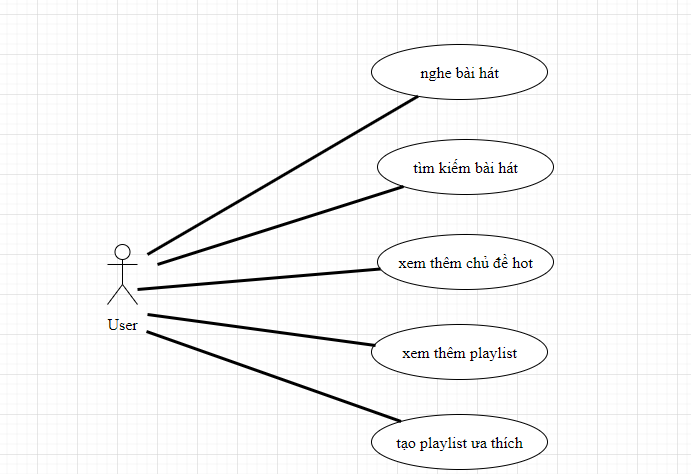 nghe bài hát
tìm kiếm bài hát
xem thêm chủ đề hot
User
xem thêm playlist
tạo playlist ưa thích